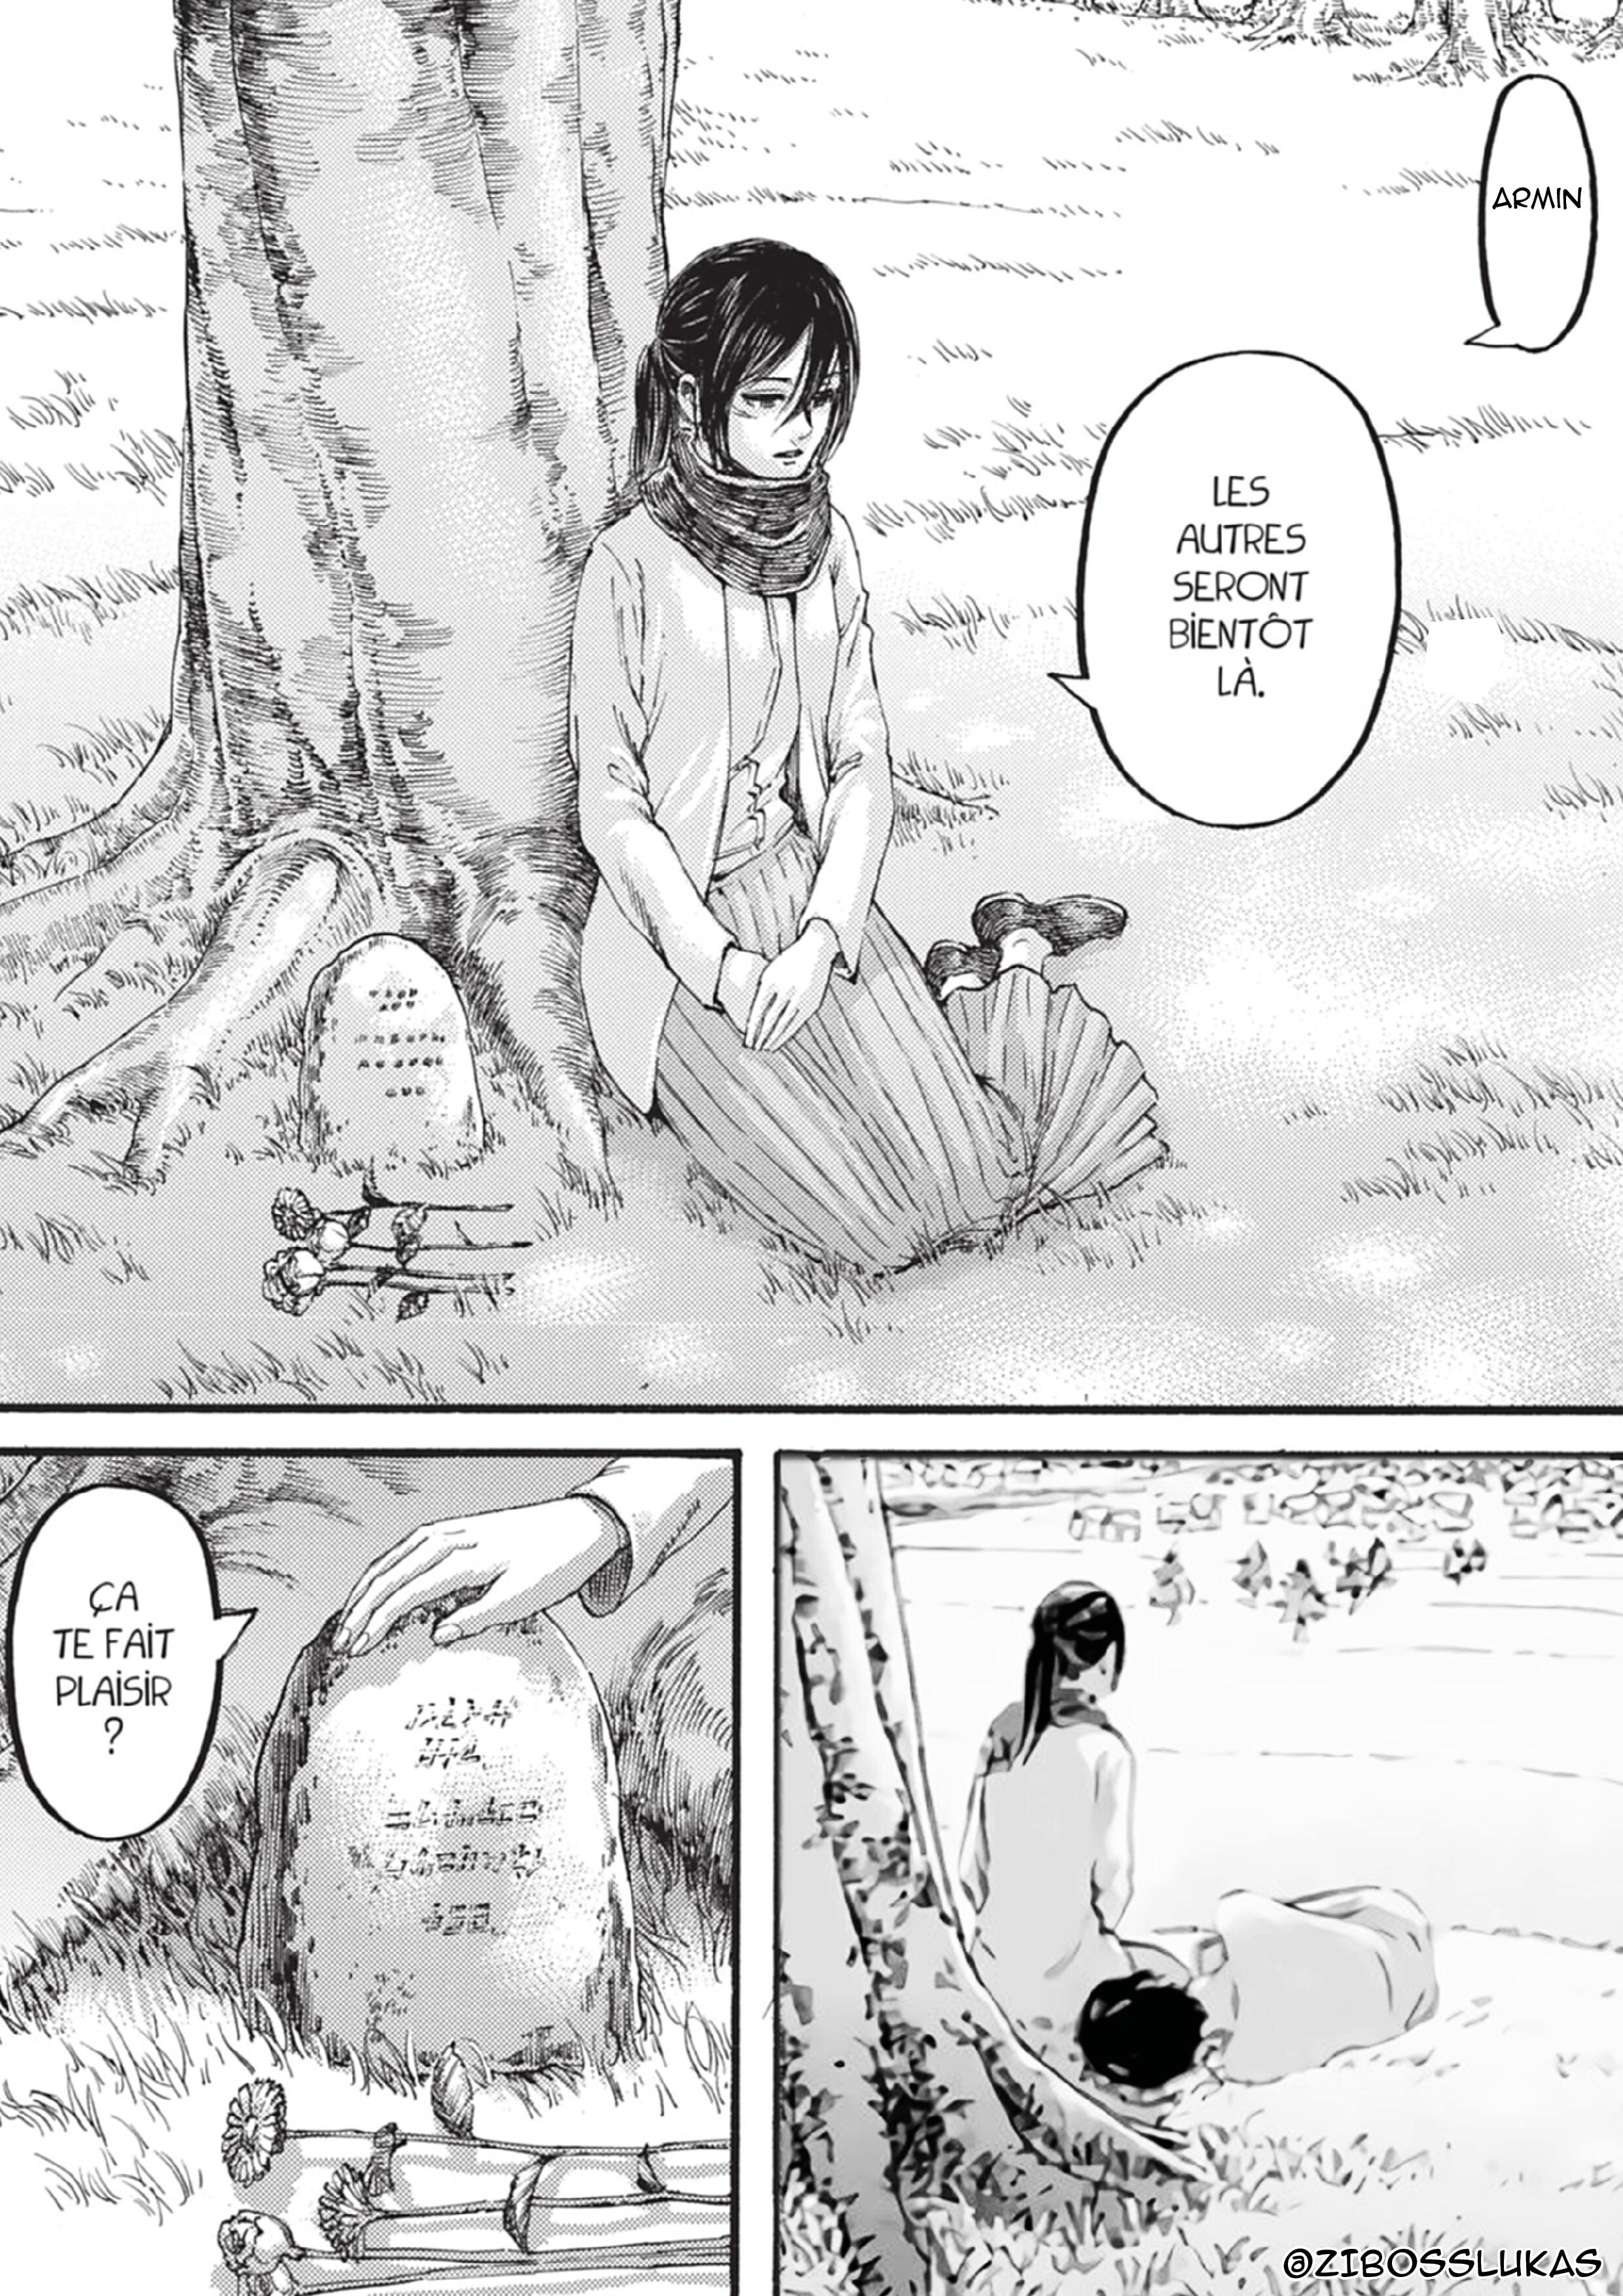 ARMIN
LES
AUTRES
SERONT
BIENTÔT
LÀ.
ÇA
TE FAIT
PLAISIR
?
@ZIBOSSLUKAS